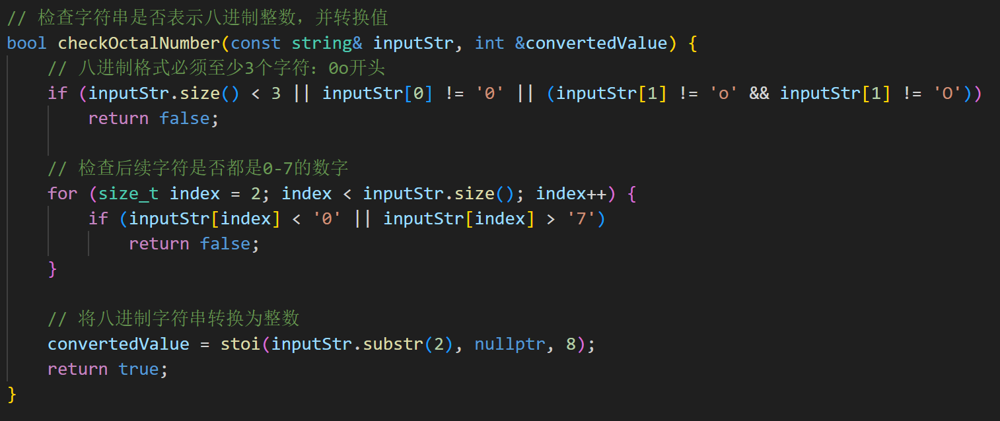 // 检查字符串是否表示八进制整数，并转换值
bool checkOctalNumber(const string& inputStr, int &convertedValue) {
    // 八进制格式必须至少3个字符：0o开头
    if (inputStr.size() < 3 || inputStr[0] != '0' || (inputStr[1] != 'o' && inputStr[1] != 'O'))
        return false;
    // 检查后续字符是否都是0-7的数字
    for (size_t index = 2; index < inputStr.size(); index++) {
        if (inputStr[index] < '0' || inputStr[index] > '7')
            return false;
    }
    // 将八进制字符串转换为整数
    convertedValue = stoi(inputStr.substr(2), nullptr, 8);
    return true;
}